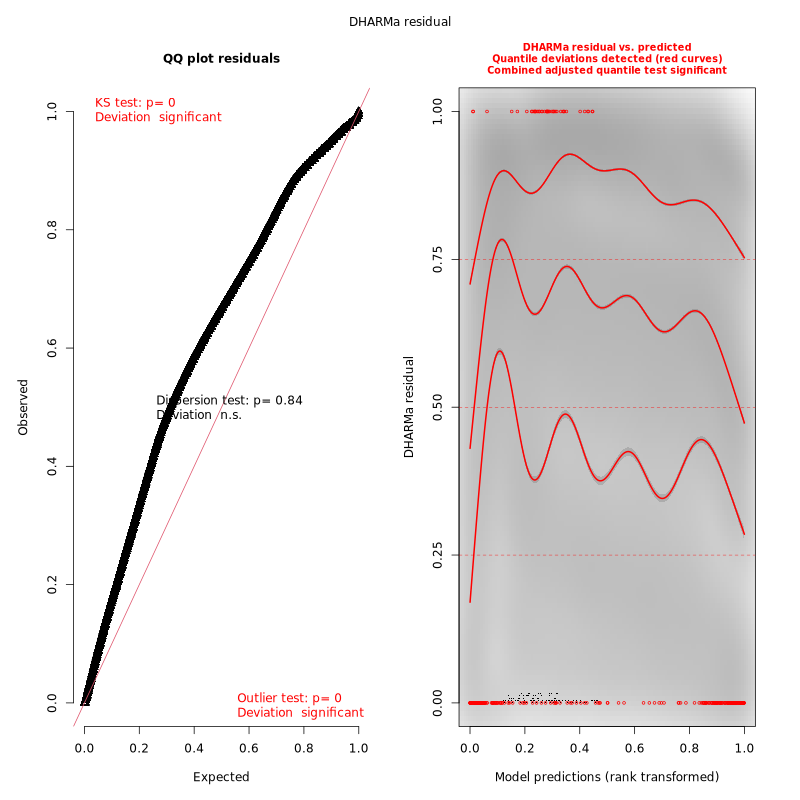 DHARMa residual
QQ plot residuals
KS test: p= 0
Deviation significant
Dispersion test: p= 0.84
Deviation n.s.
Outlier test: p= 0
Deviation significant
Observed
0.0 0.2 0.4 0.6 0.8 1.0
0.0 0.2 0.4 0.6 0.8 1.0
Expected
DHARMa residual vs. predicted
Quantile deviations detected (red curves)
Combined adjusted quantile test significant
DHARMa residual
0.00 0.25 0.50 0.75 1.00
0.0 0.2 0.4 0.6 0.8 1.0
Model predictions (rank transformed)